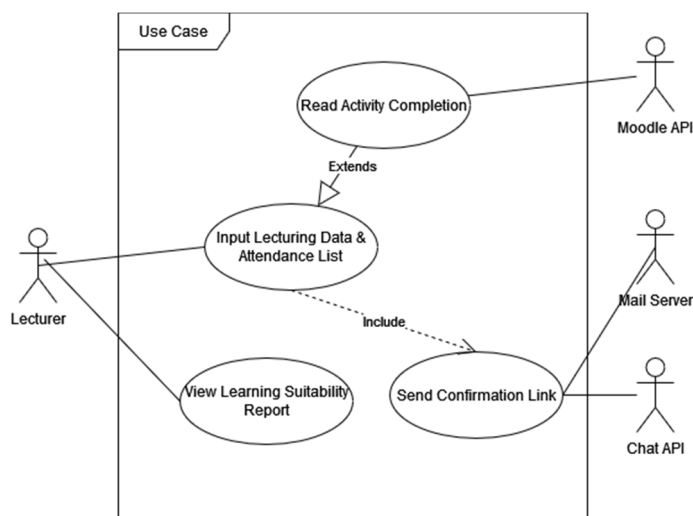 Use Case
Read Activity Completion
Moodle API
Extends
Input Lecturing Data &
Attendance List
Lecturer
Mail Server
Include
View Learning Suitability
Report
Send Confirmation Link
Chat API